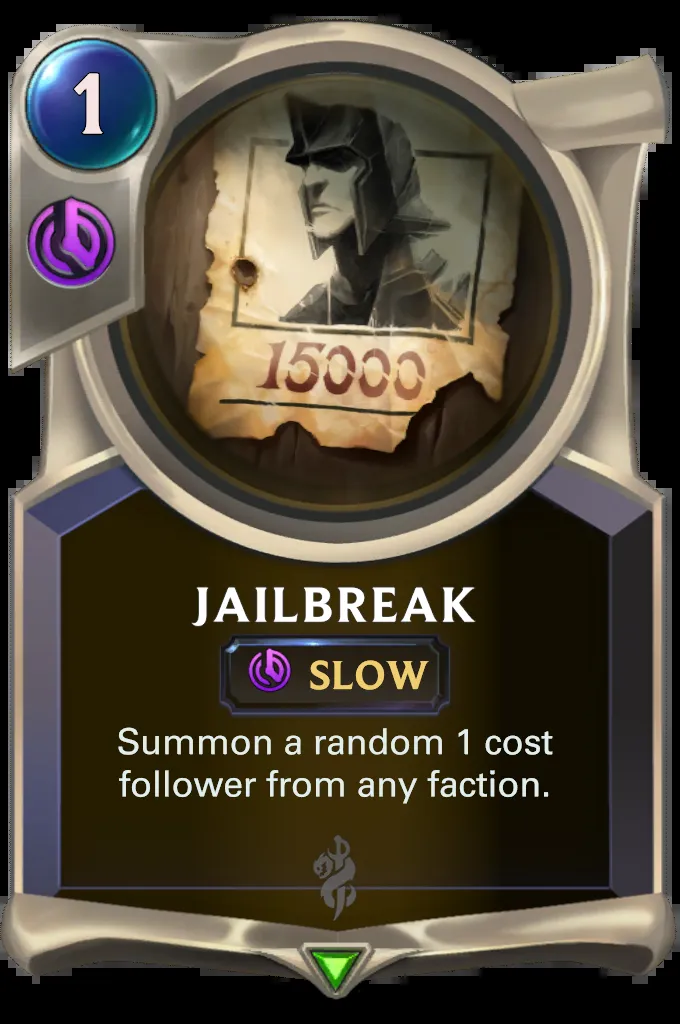 1
15000
JAILBREAK
SLOW
Summon a random 1 cost
follower from any faction.